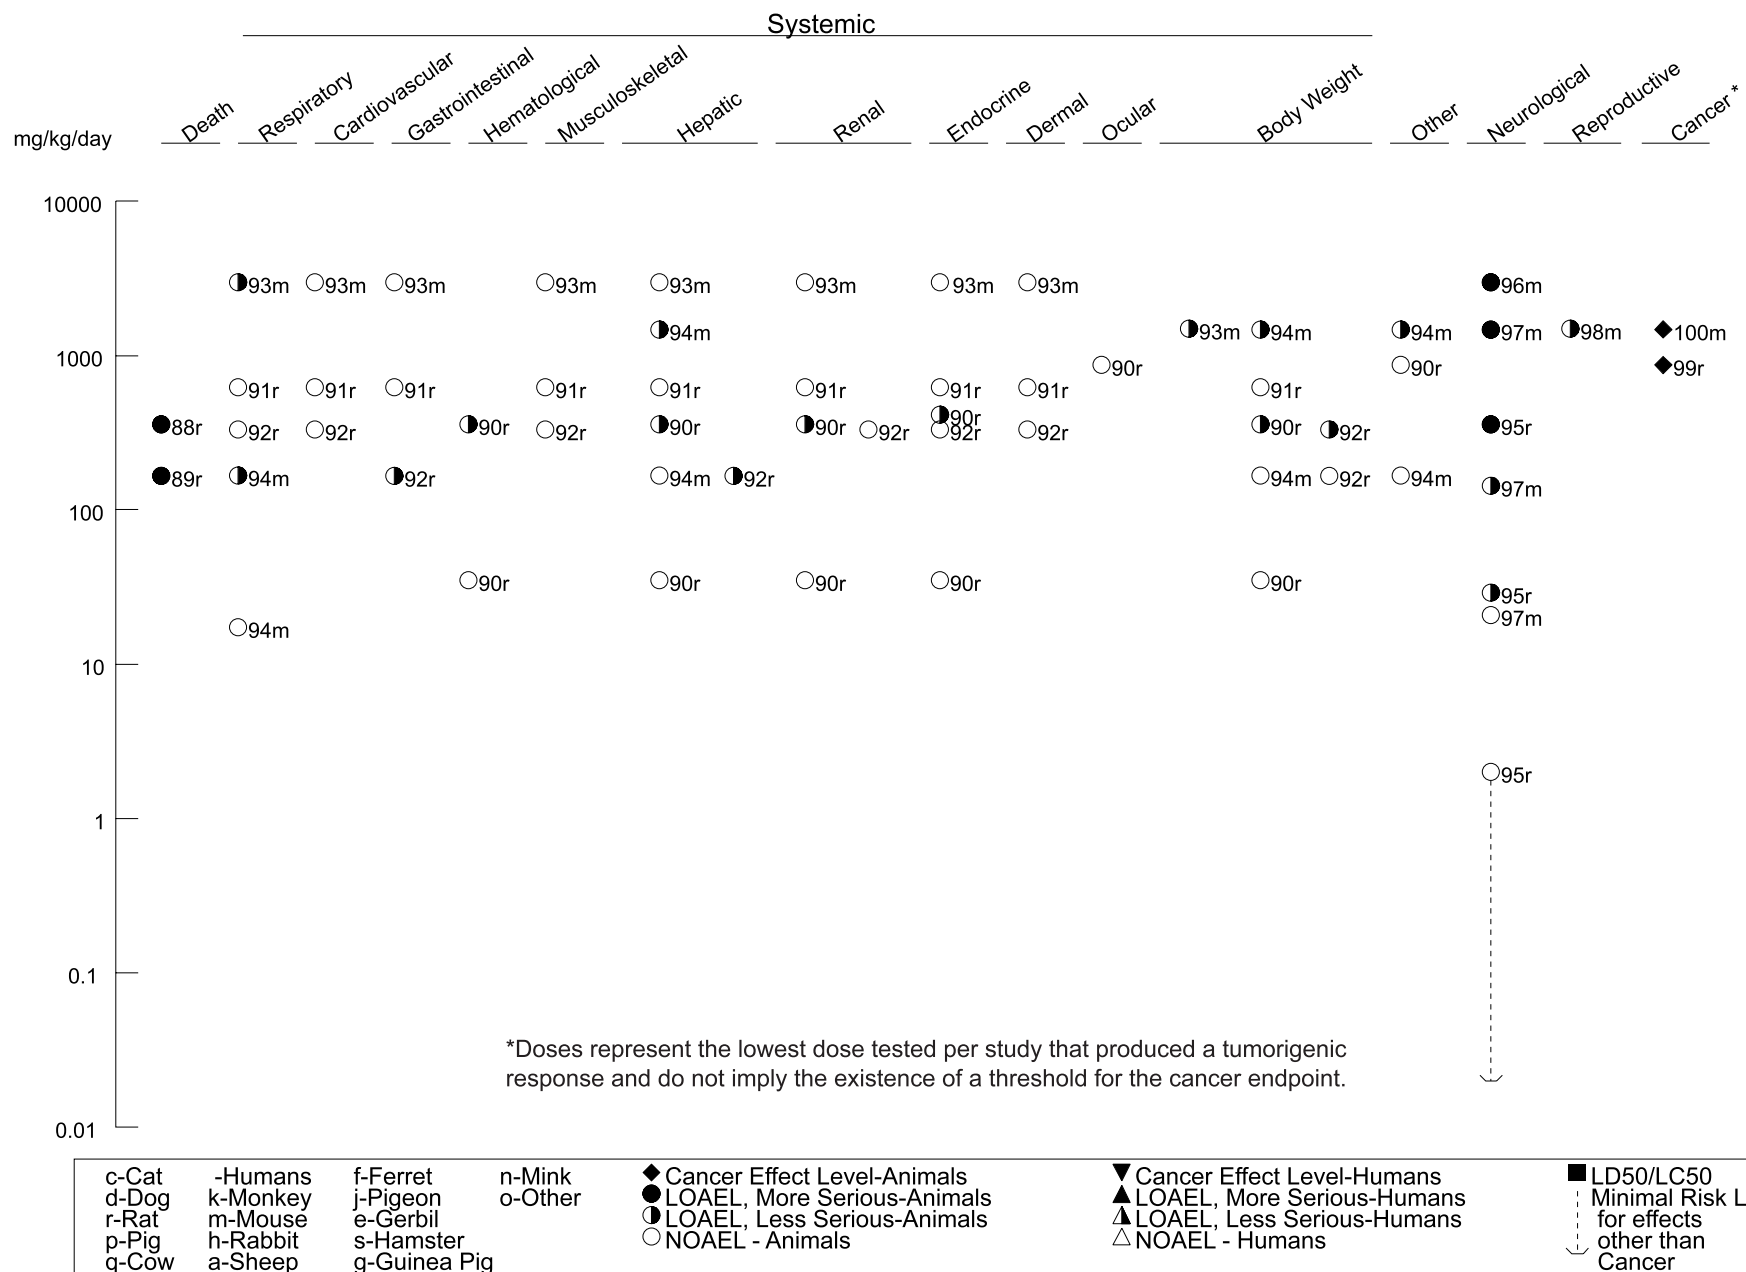 Systemic
Death Respiratory Cardiovascular Gastrointestinal Hematological Musculoskeletal Hepatic Renal Endocrine Dermal Ocular Body Weight Other Neurological Reproductive Cancer *
mg/kg/day
10000
93m 93m 93m 93m 93m 93m 93m 93m 96m
94m 93m 94m 94m 97m 98m 100m
1000
90r 90r 99r
91r 91r 91r 91r 91r 91r 91r 91r 91r
90r
88r 90r 90r 90r 90r 95r
92r 92r 92r 92r 92r 92r 92r
89r 94m 92r 94m 92r 94m 92r 94m
97m
100
90r 90r 90r 90r 90r
95r
97m
94m
10
95r
1
0.1
*Doses represent the lowest dose tested per study that produced a tumorigenic
response and do not imply the existence of a threshold for the cancer endpoint.
0.01
c-Cat -Humans f-Ferret n-Mink Cancer Effect Level-Animals Cancer Effect Level-Humans LD50/LC50
d-Dog k-Monkey j-Pigeon o-Other LOAEL, More Serious-Animals LOAEL, More Serious-Humans Minimal Risk L
r-Rat m-Mouse e-Gerbil LOAEL, Less Serious-Animals LOAEL, Less Serious-Humans for effects
p-Pig h-Rabbit s-Hamster NOAEL - Animals NOAEL - Humans other than
q-Cow a-Sheep g-Guinea Pig Cancer